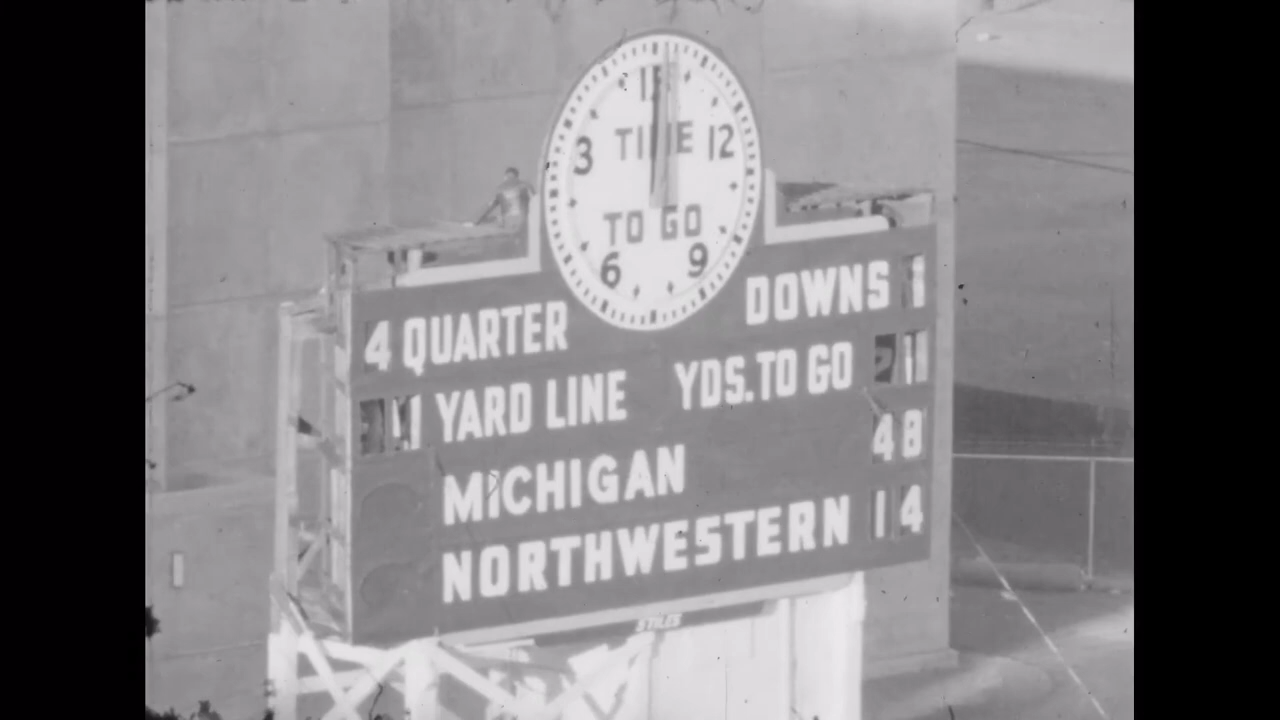 15
3 TIME 12
TO GO
6 9
4 QUARTER DOWNS 1
YARD LINE YDS.TO GO
MICHIGAN 48
NORTHWESTERN 14
STILES